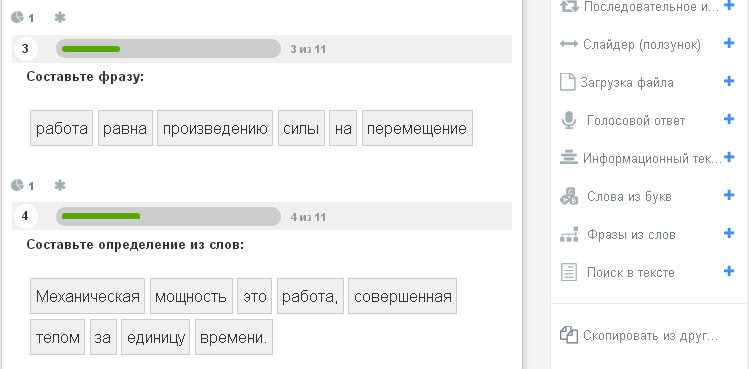 1
3
3 из 11
Составьте фразу:
работа равна произведению силы на перемещение
1
4
4 из 11
Составьте определение из слов:
Механическая мощность это работа, совершенная
телом за единицу времени.
Последовательное и...
Слайдер (ползунок)
Загрузка файла
Голосовой ответ
Информационный тек...
Слова из букв
Фразы из слов
Поиск в тексте
Скопировать из друг...